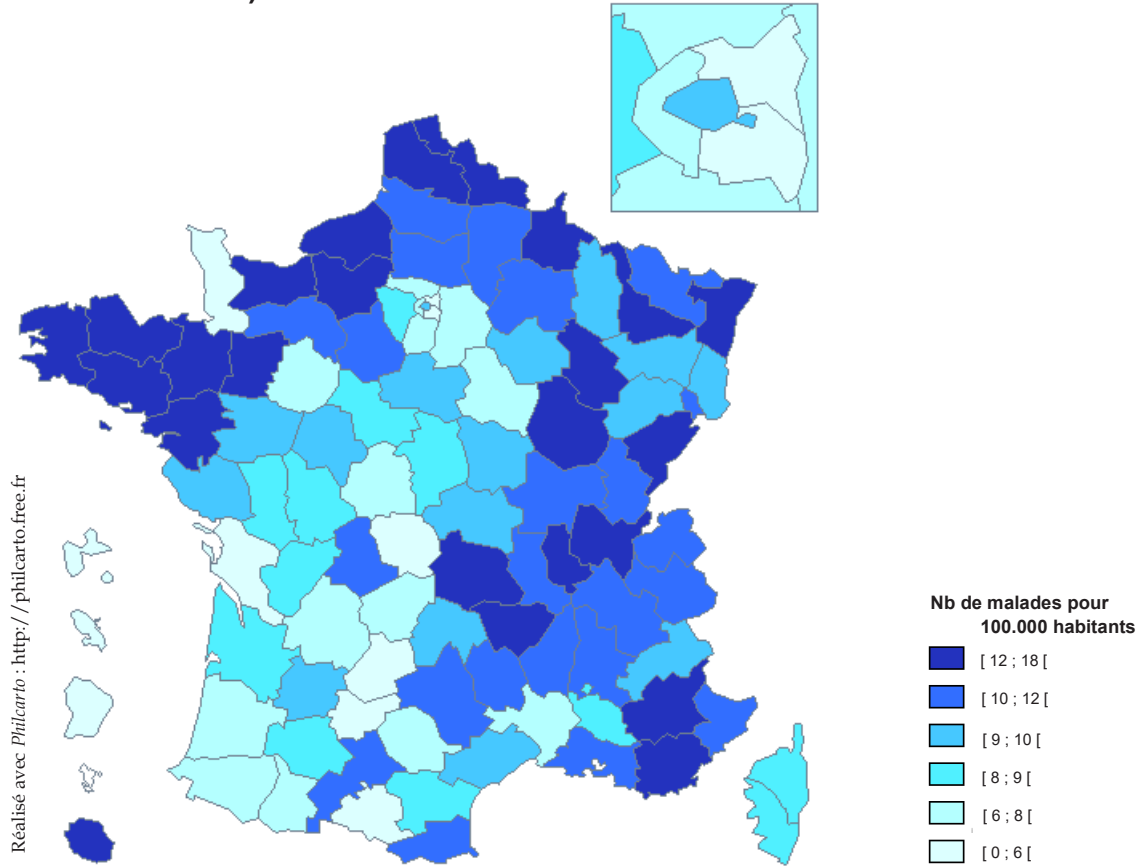 Réalisé avec Philcarto : http://philcarto.free.fr
Nb de malades pour
100.000 habitants
[ 12 ; 18 [
[ 10 ; 12 [
[ 9 ; 10 [
[ 8 ; 9 [
[ 6 ; 8 [
[ 0 ; 6 [